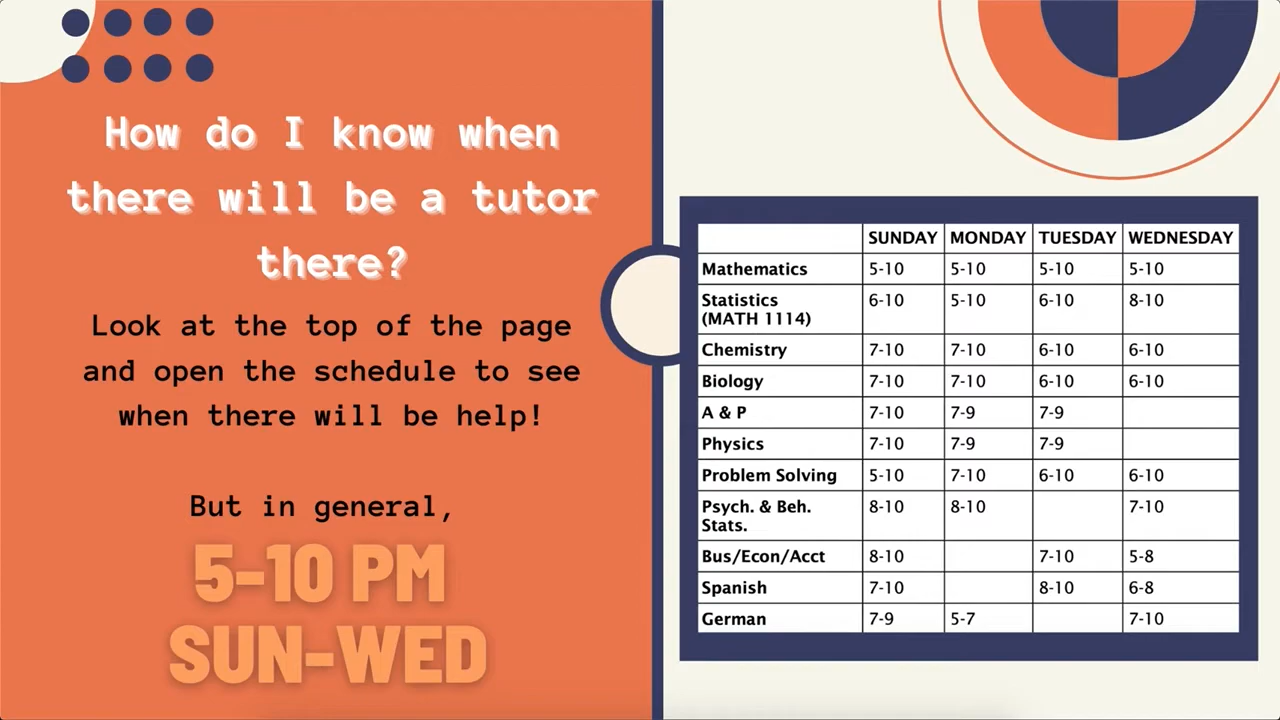 How do I know when
there will be a tutor
there?
Look at the top of the page
and open the schedule to see
when there will be help!
But in general,
5-10 PM
SUN-WED
SUNDAY MONDAY TUESDAY WEDNESDAY
Mathematics 5-10 5-10 5-10 5-10
Statistics
(MATH 1114) 6-10 5-10 6-10 8-10
Chemistry 7-10 7-10 6-10 6-10
Biology 7-10 7-10 6-10 6-10
A & P 7-10 7-9 7-9
Physics 7-10 7-9 7-9
Problem Solving 5-10 7-10 6-10 6-10
Psych. & Beh.
Stats. 8-10 8-10 7-10
Bus/Econ/Acct 8-10 7-10 5-8
Spanish 7-10 8-10 6-8
German 7-9 5-7 7-10